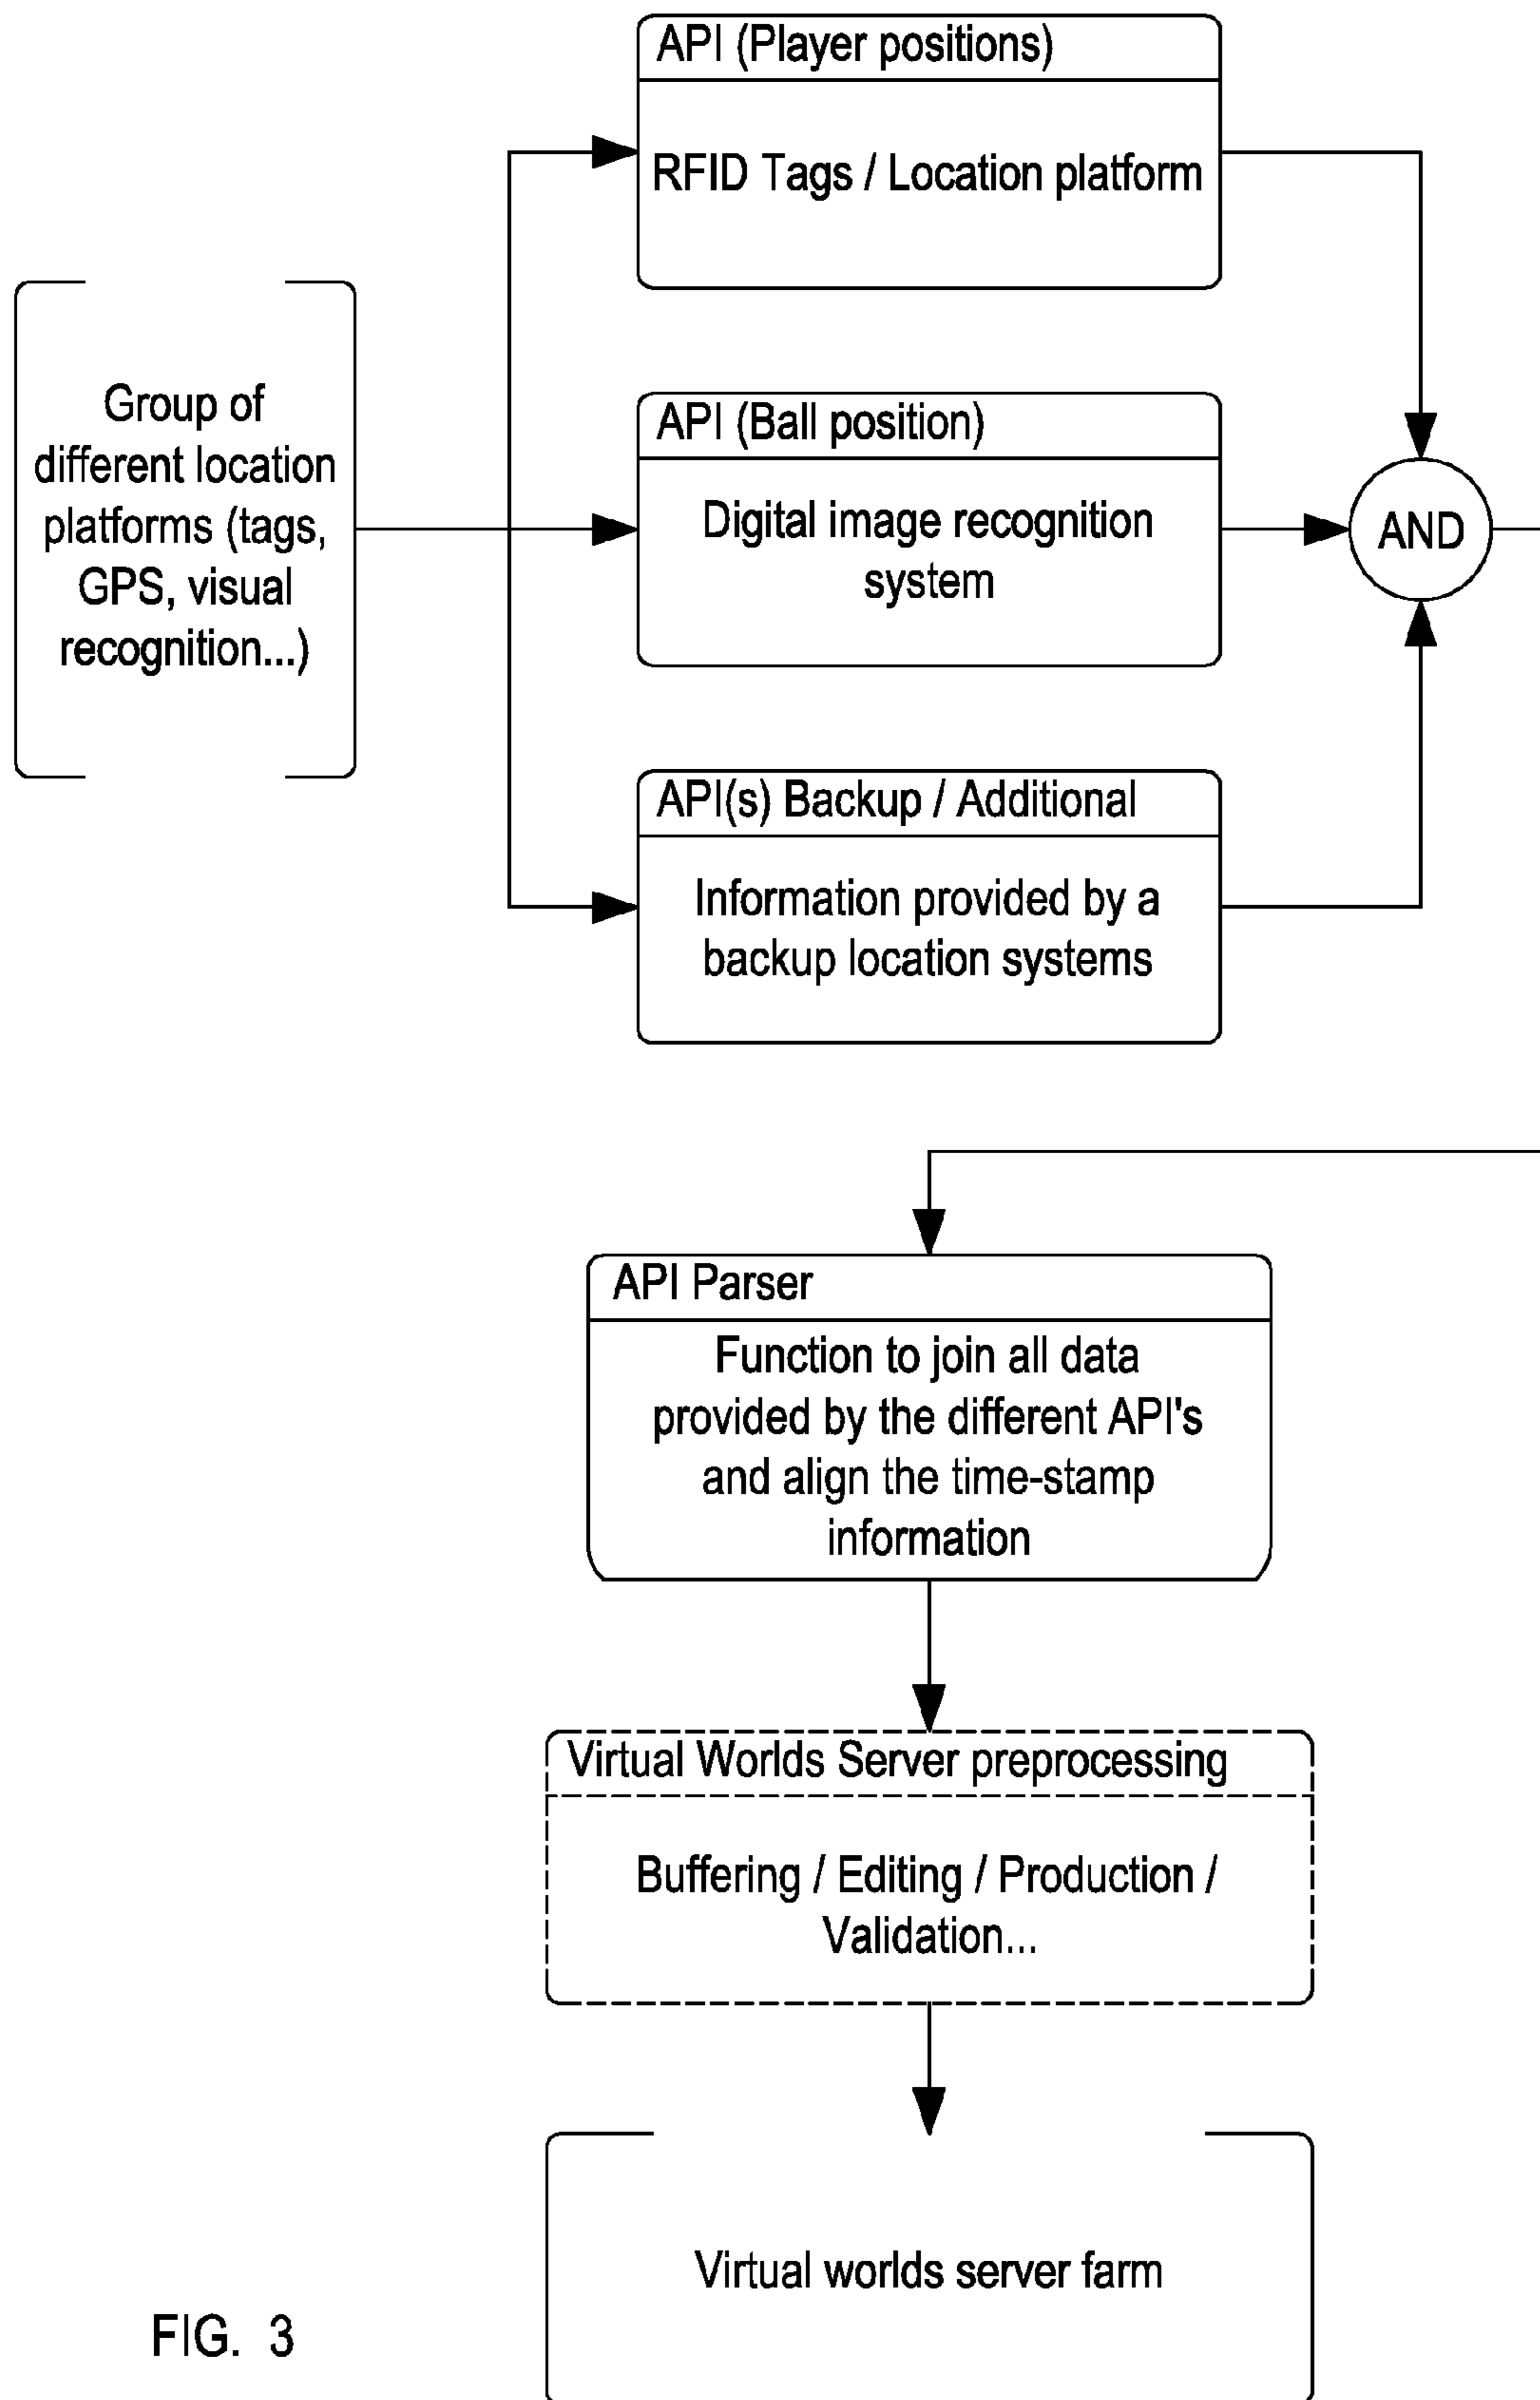 API (Player positions)
RFID Tags / Location platform
Group of
different location
platforms (tags,
GPS, visual
recognition...)
API (Ball position)
Digital image recognition
system
AND
API(s) Backup / Additional
Information provided by a
backup location systems
API Parser
Function to join all data
provided by the different API's
and align the time-stamp
information
Virtual Worlds Server preprocessing
Buffering / Editing / Production /
Validation...
Virtual worlds server farm
FIG. 3